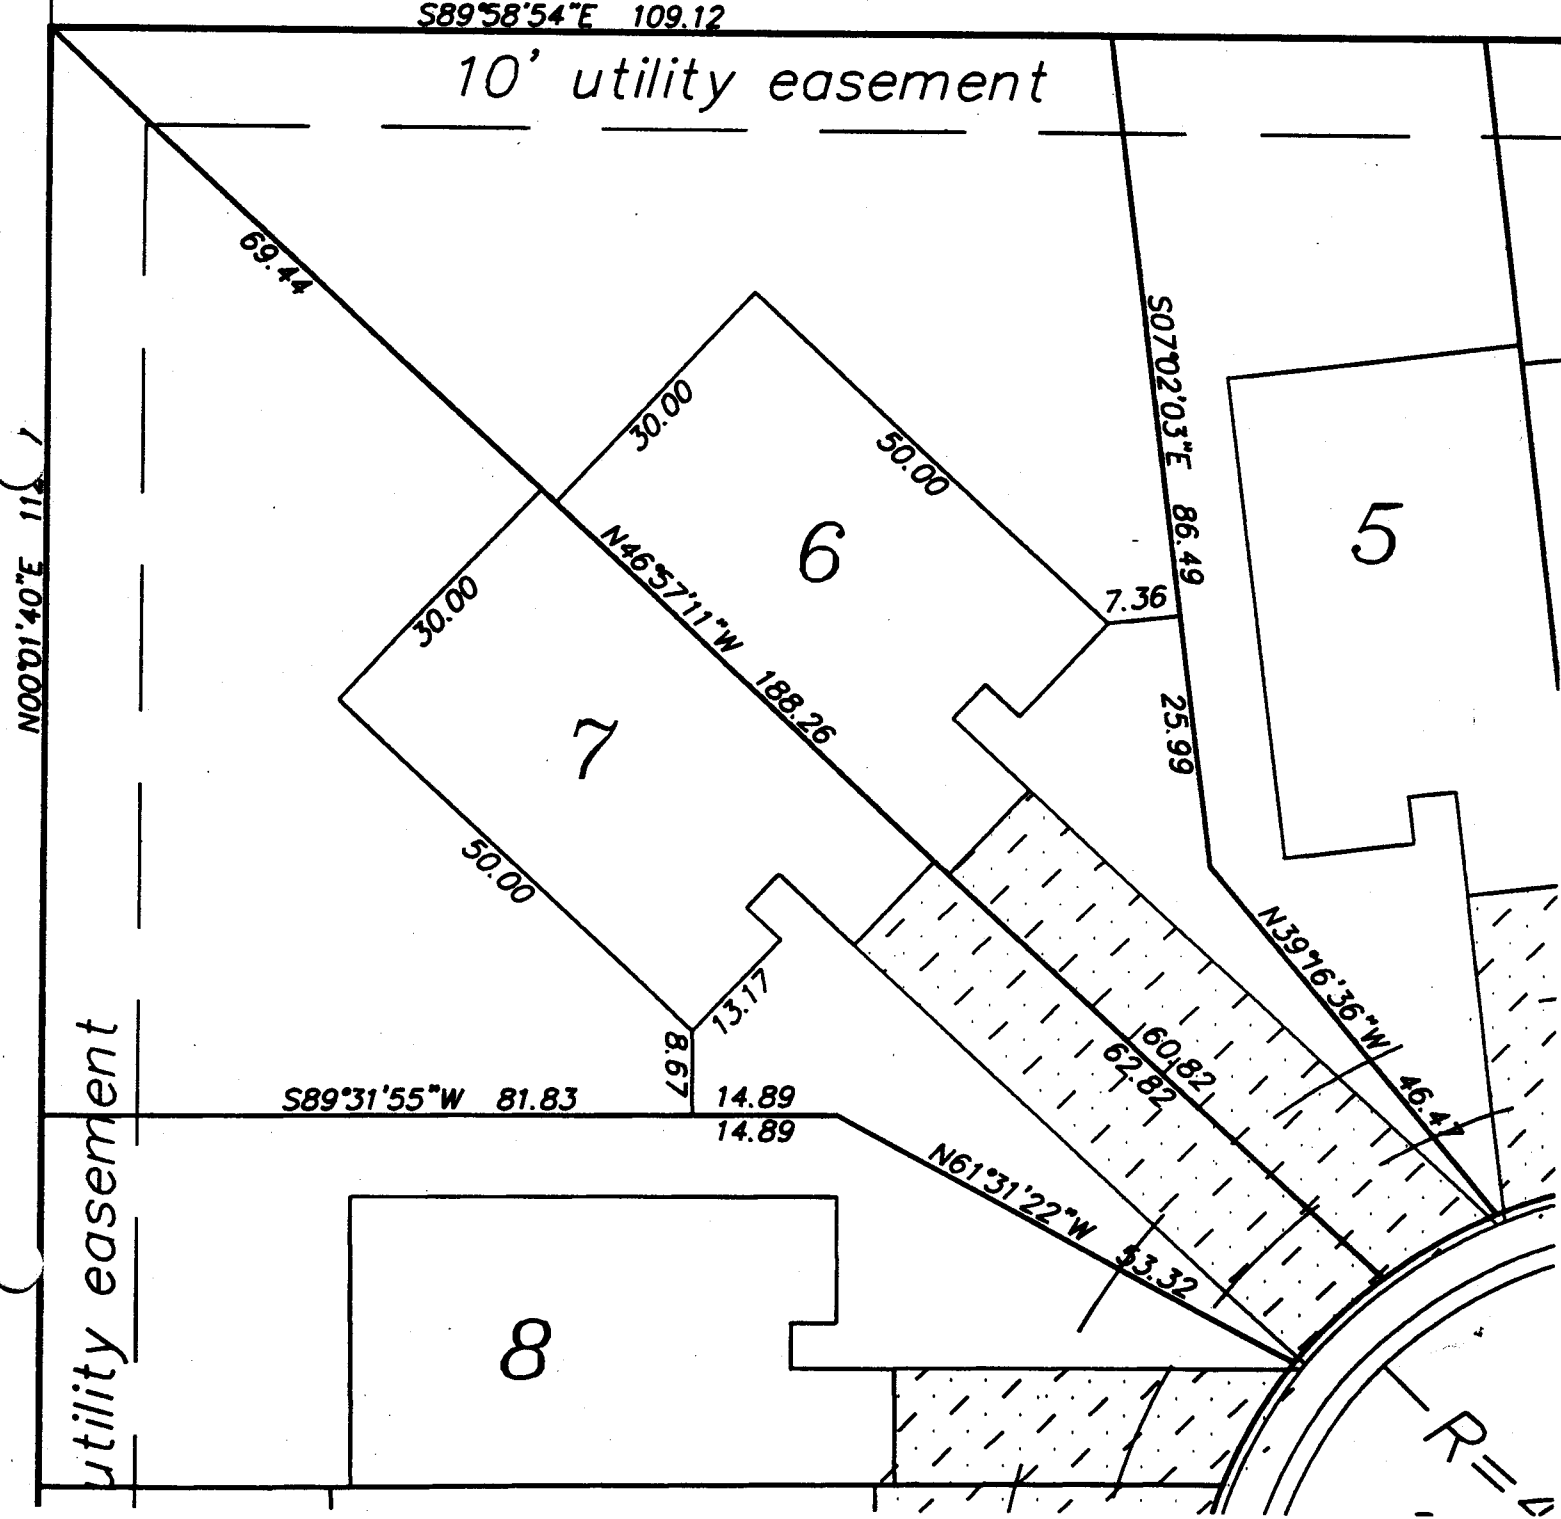 S89°58'54"E 109.12
10' utility easement
69.44
30.00
50.00
6
S07°02'03"E 86.49
5
N46°57'11"W 188.26
7.36
30.00
7
25.99
N00°01'40"E
50.00
13.17
8.67
N39°16'36"W 46.47
60.82
62.82
S89°31'55"W 81.83
14.89
14.89
N61°31'22"W 53.32
utility easement
8
R=